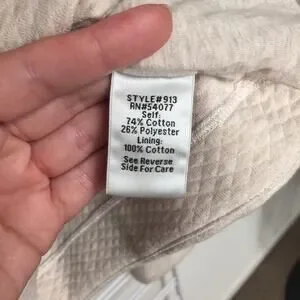 STYLE#913
RN#54077
Self:
74% Cotton
26% Polyester
Lining:
100% Cotton
See Reverse
Side For Care